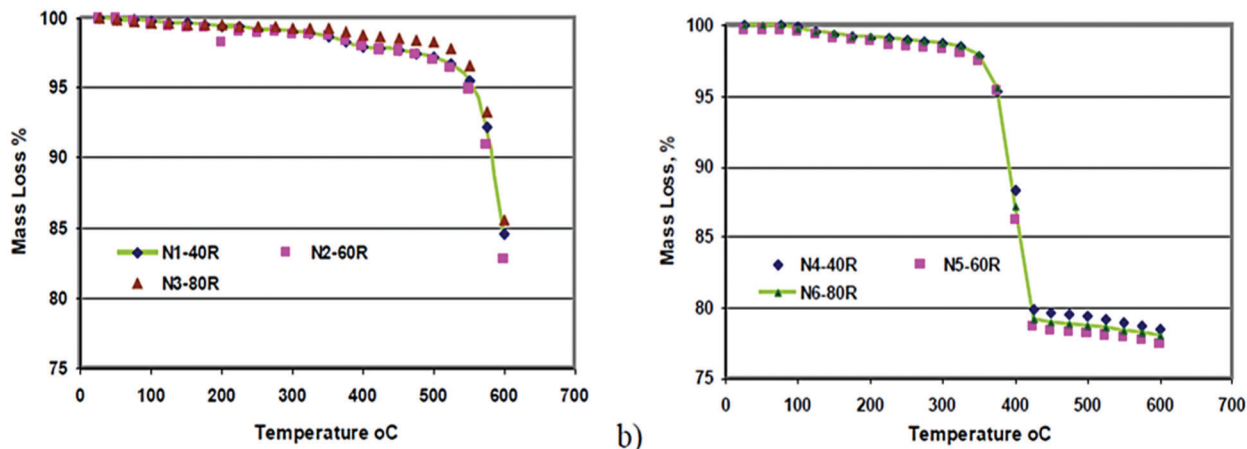 100
95
90
85
80
75
Mass Loss %
N1-40R
N2-60R
N3-80R
0 100 200 300 400 500 600 700
Temperature oC
b)
100
95
90
85
80
75
Mass Loss, %
N4-40R
N5-60R
N6-80R
0 100 200 300 400 500 600 700
Temperature oC